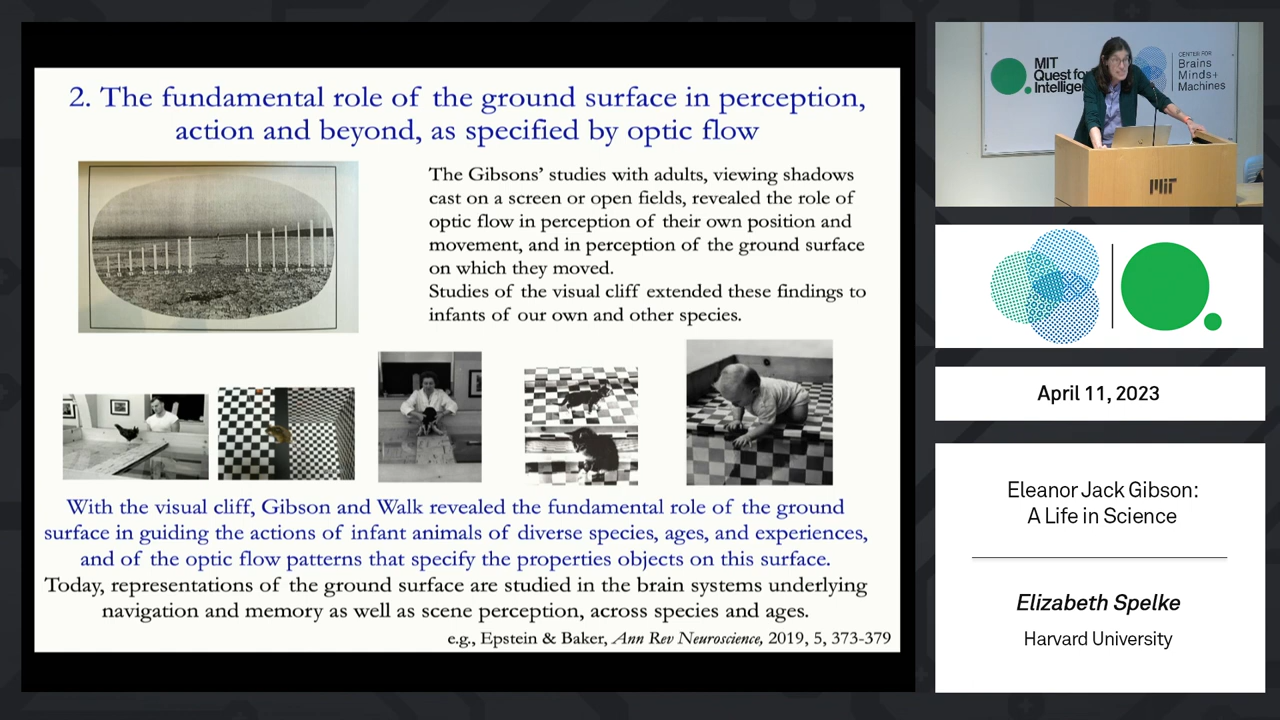 2. The fundamental role of the ground surface in perception,
action and beyond, as specified by optic flow
The Gibsons' studies with adults, viewing shadows
cast on a screen or open fields, revealed the role of
optic flow in perception of their own position and
movement, and in perception of the ground surface
on which they moved.
Studies of the visual cliff extended these findings to
infants of our own and other species.
With the visual cliff, Gibson and Walk revealed the fundamental role of the ground
surface in guiding the actions of infant animals of diverse species, ages, and experiences,
and of the optic flow patterns that specify the properties objects on this surface.
Today, representations of the ground surface are studied in the brain systems underlying
navigation and memory as well as scene perception, across species and ages.
e.g., Epstein & Baker, Ann Rev Neuroscience, 2019, 5, 373-379
MIT
Quest for
Intellige
CENTER FOR
Brains
Minds+
Machines
MIT
April 11, 2023
Eleanor Jack Gibson:
A Life in Science
Elizabeth Spelke
Harvard University